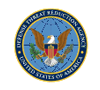 DEFENSE THREAT REDUCTION AGENCY
UNITED STATES OF AMERICA